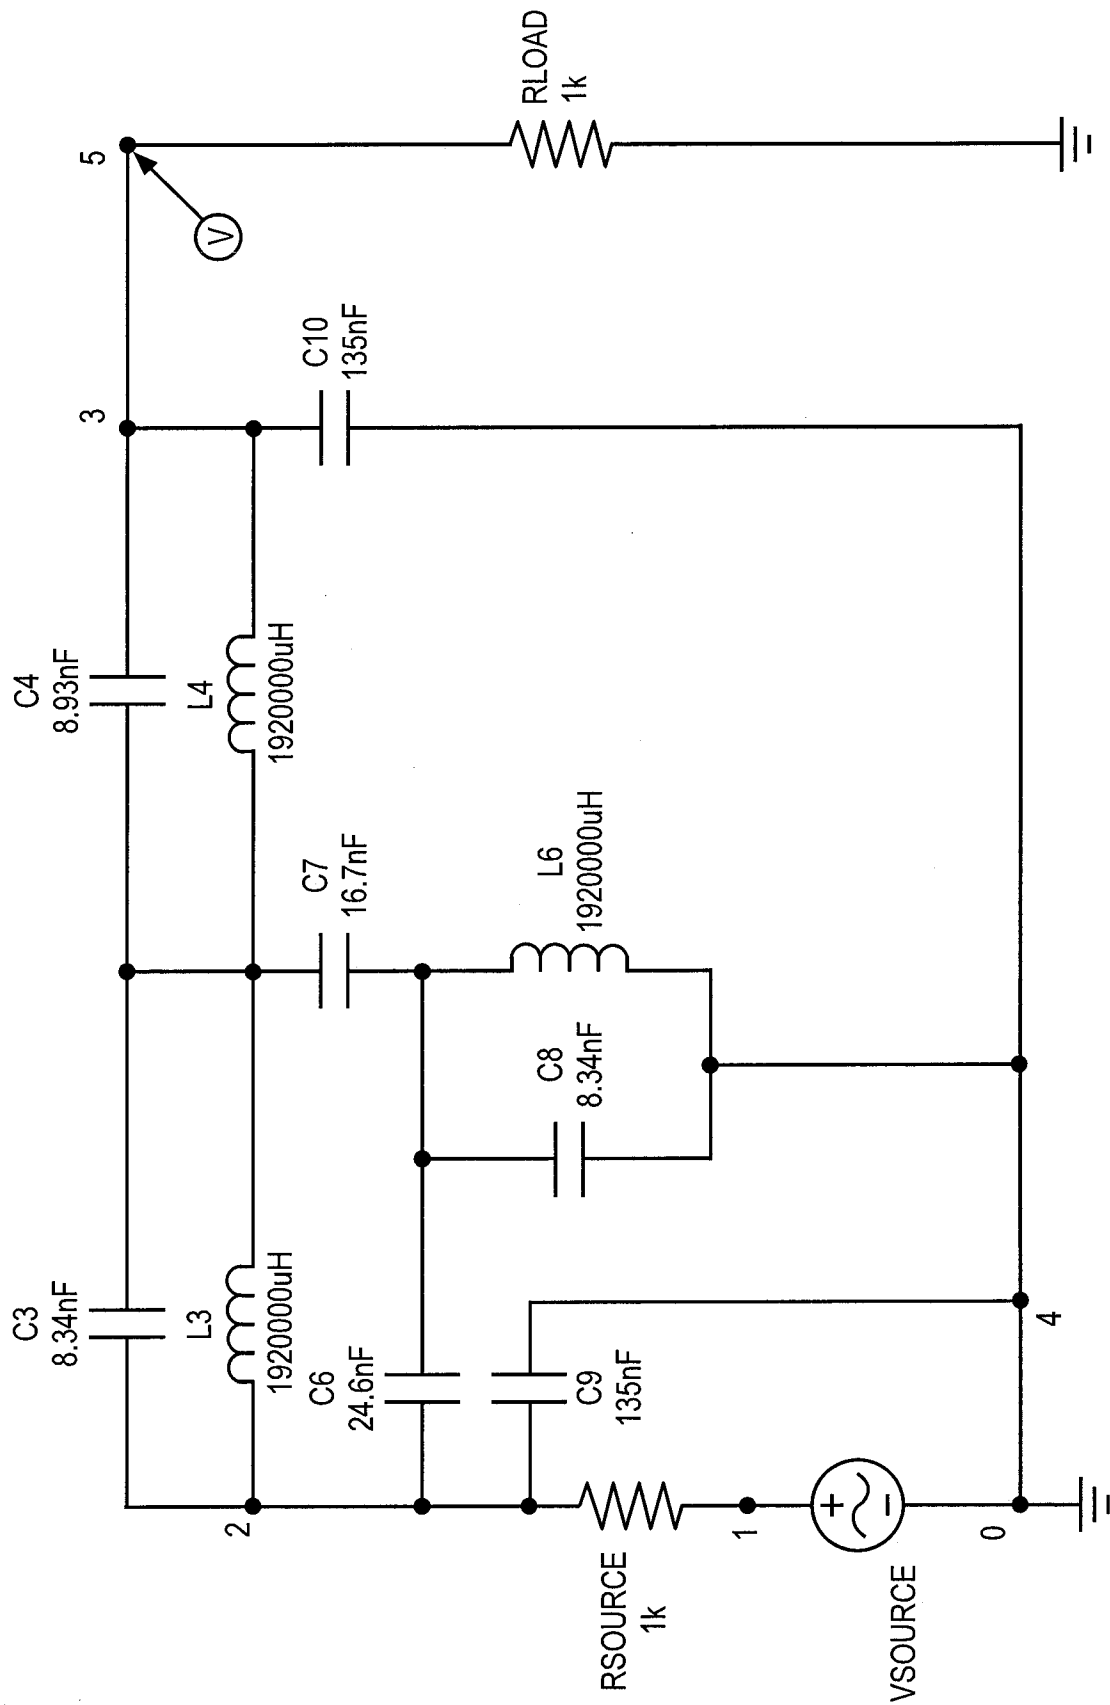 C3
8.34nF
C4
8.93nF
5
3
2
L3
1920000uH
L4
1920000uH
C6
24.6nF
C7
16.7nF
C10
135nF
V
C9
135nF
C8
8.34nF
L6
1920000uH
RLOAD
1k
RSOURCE
1k
1
VSOURCE
+
–
0
4